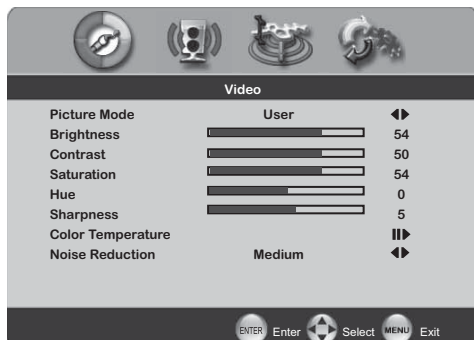 Video
Picture Mode User
Brightness 54
Contrast 50
Saturation 54
Hue 0
Sharpness 5
Color Temperature
Noise Reduction Medium
ENTER Enter Select MENU Exit